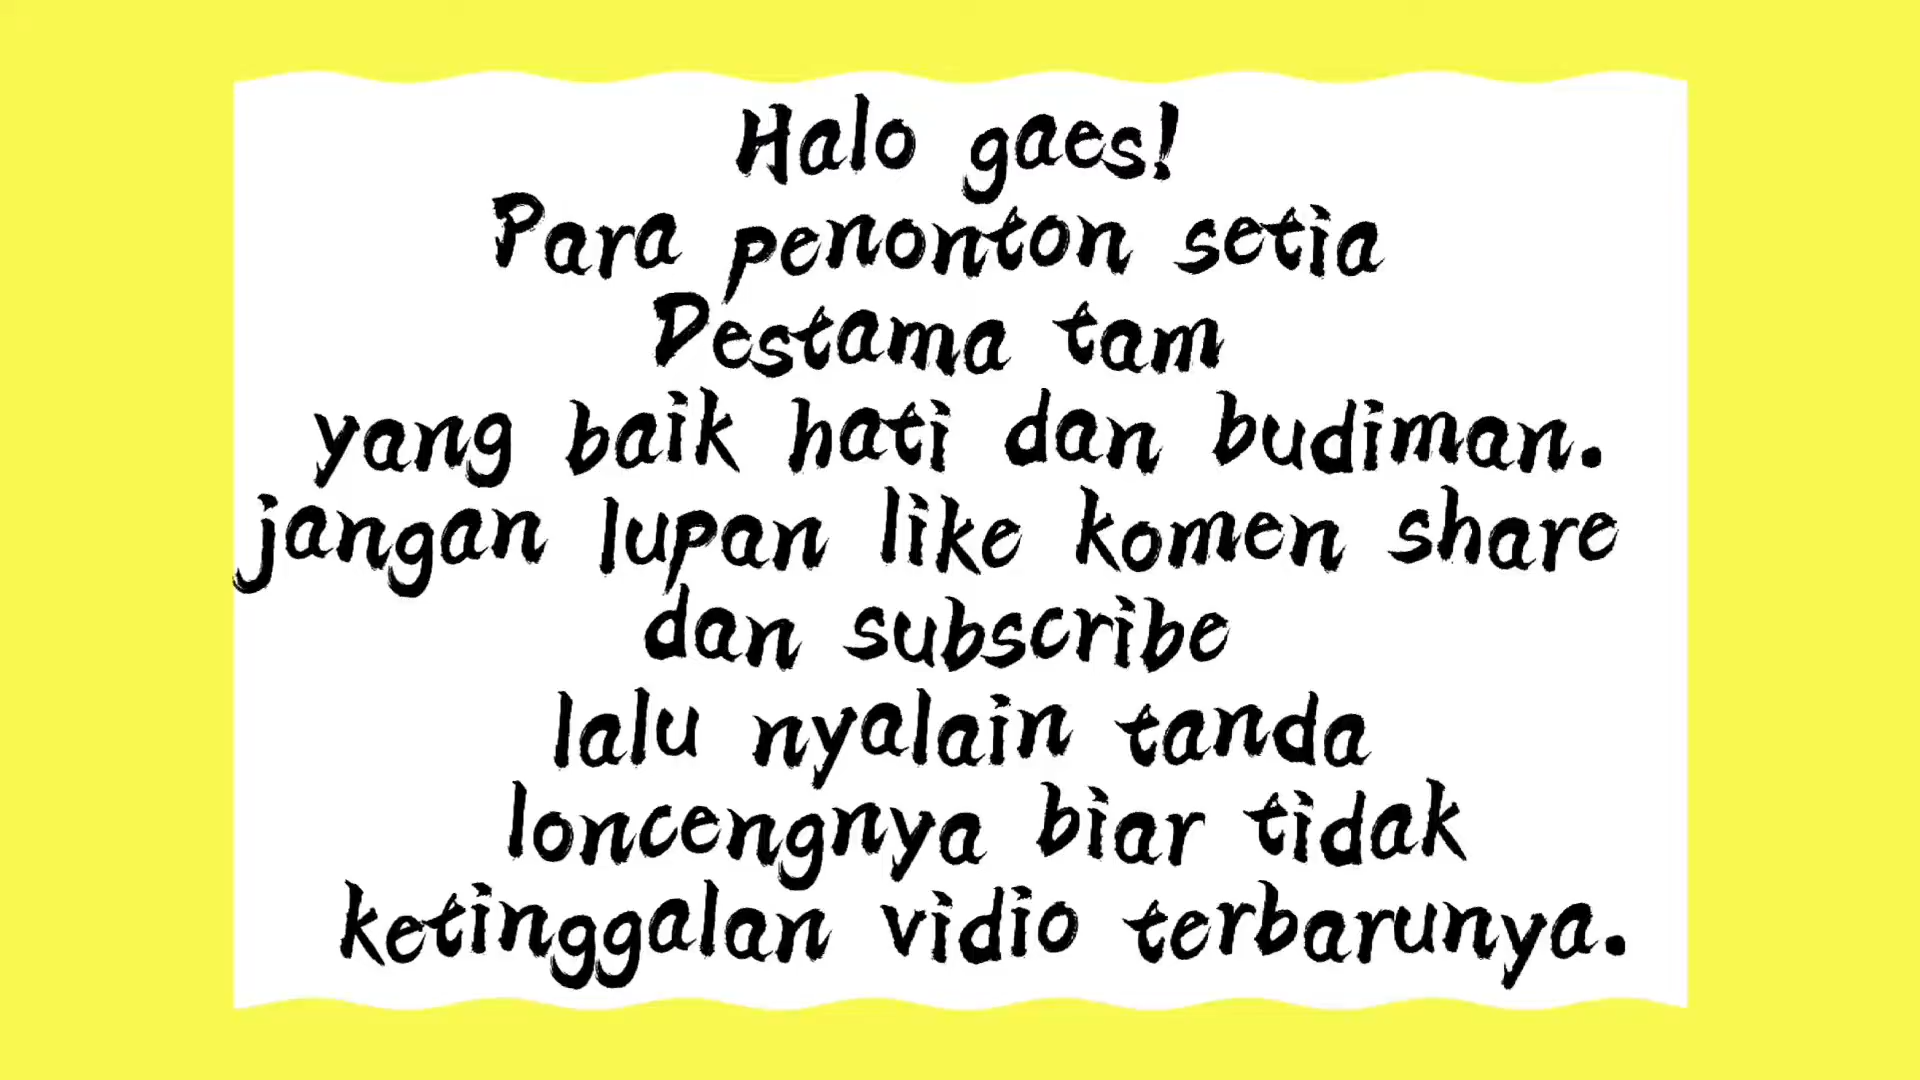 Halo gaes!
Para penonton setia
Destama tam
yang baik hati dan budiman.
jangan lupan like komen share
dan subscribe
lalu nyalain tanda
loncengnya biar tidak
ketinggalan vidio terbarunya.